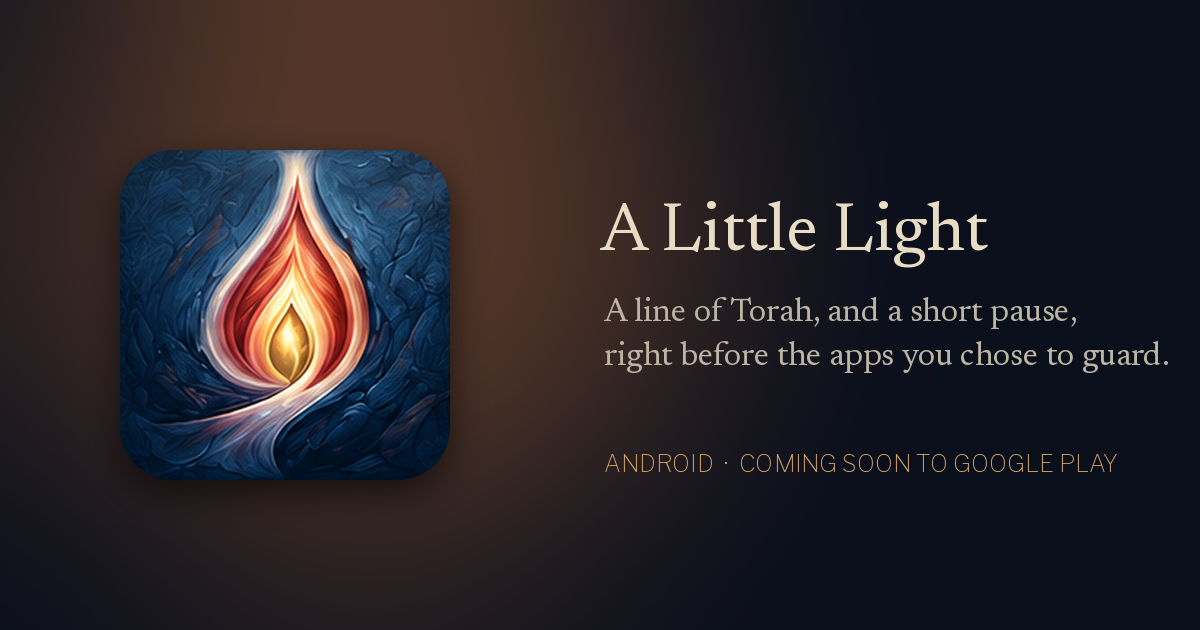 A Little Light
A line of Torah, and a short pause,
right before the apps you chose to guard.
ANDROID · COMING SOON TO GOOGLE PLAY